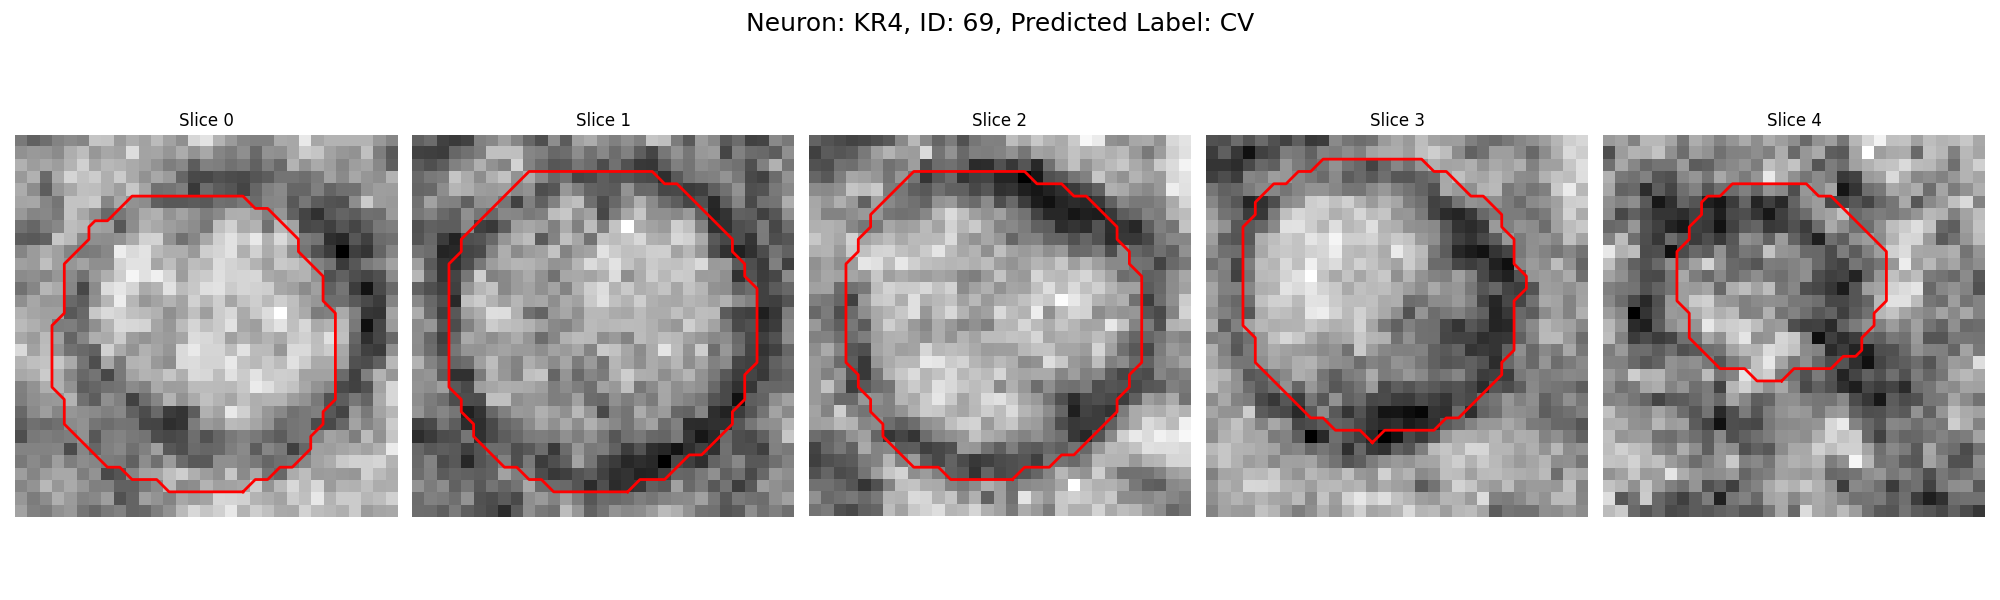 Neuron: KR4, ID: 69, Predicted Label: CV
Slice 0
Slice 1
Slice 2
Slice 3
Slice 4